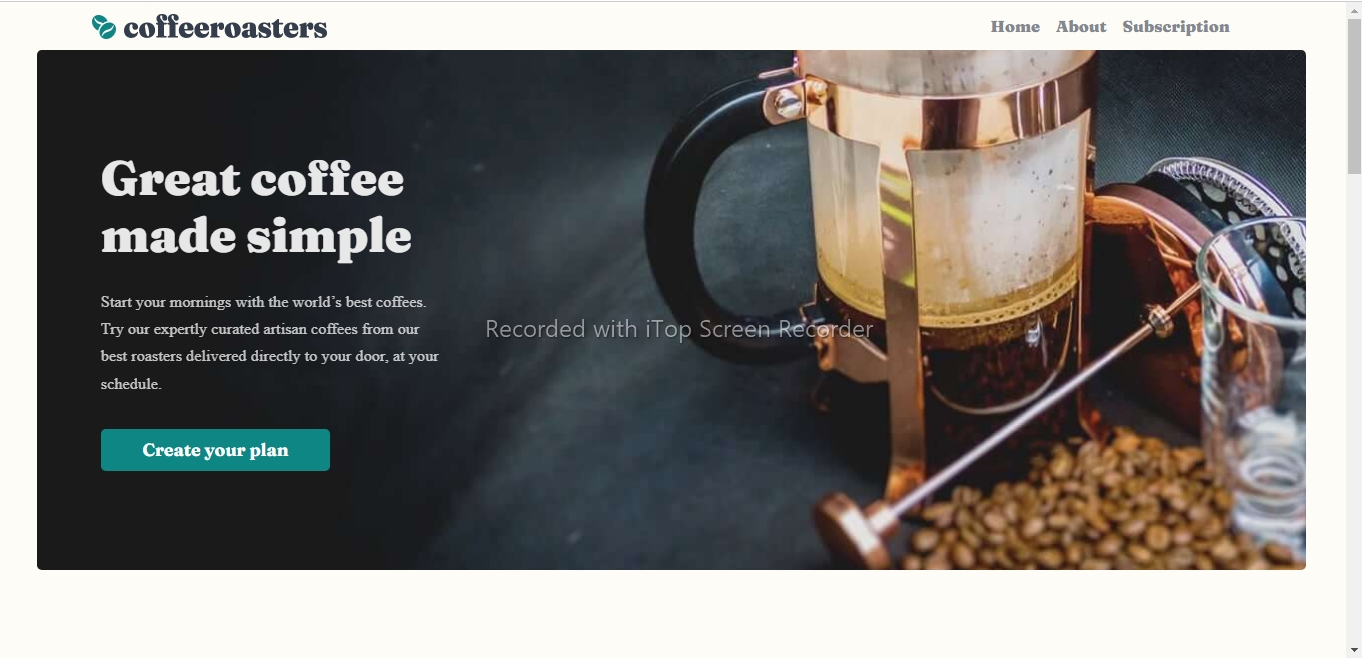 coffeeroasters
Home About Subscription
Great coffee
made simple
Start your mornings with the world’s best coffees.
Try our expertly curated artisan coffees from our
best roasters delivered directly to your door, at your
schedule.
Recorded with iTop Screen Recorder
Create your plan